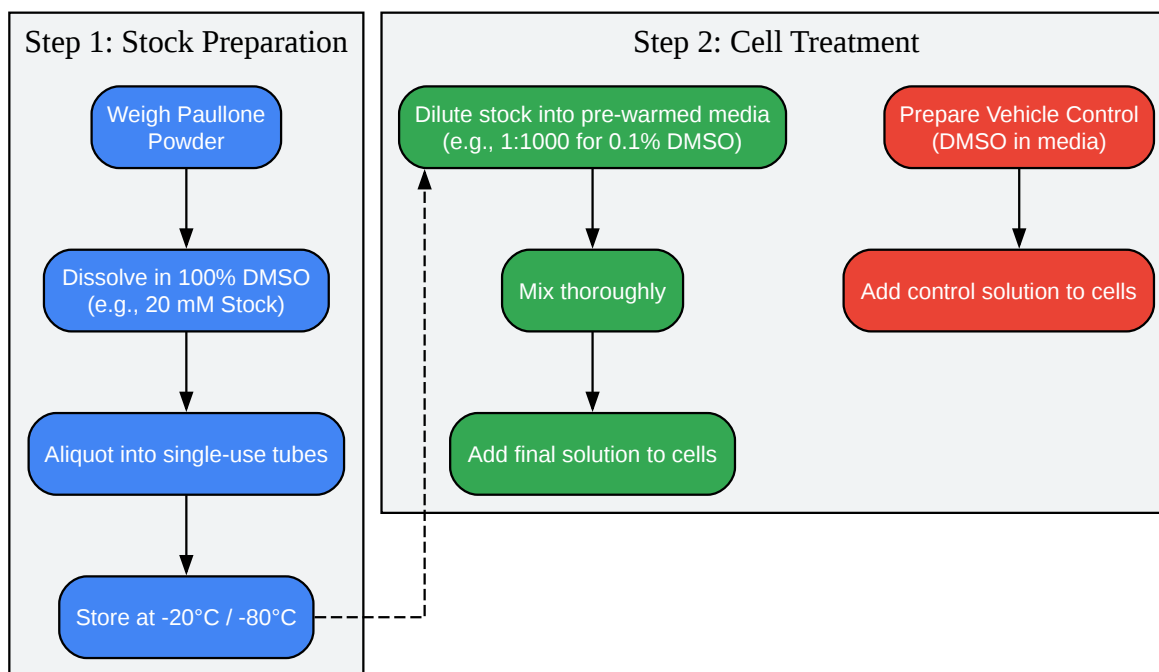 Step 1: Stock Preparation
Weigh Paullone
Powder
Dissolve in 100% DMSO
(e.g., 20 mM Stock)
Aliquot into single-use tubes
Store at -20°C / -80°C
Step 2: Cell Treatment
Dilute stock into pre-warmed media
(e.g., 1:1000 for 0.1% DMSO)
Mix thoroughly
Add final solution to cells
Prepare Vehicle Control
(DMSO in media)
Add control solution to cells